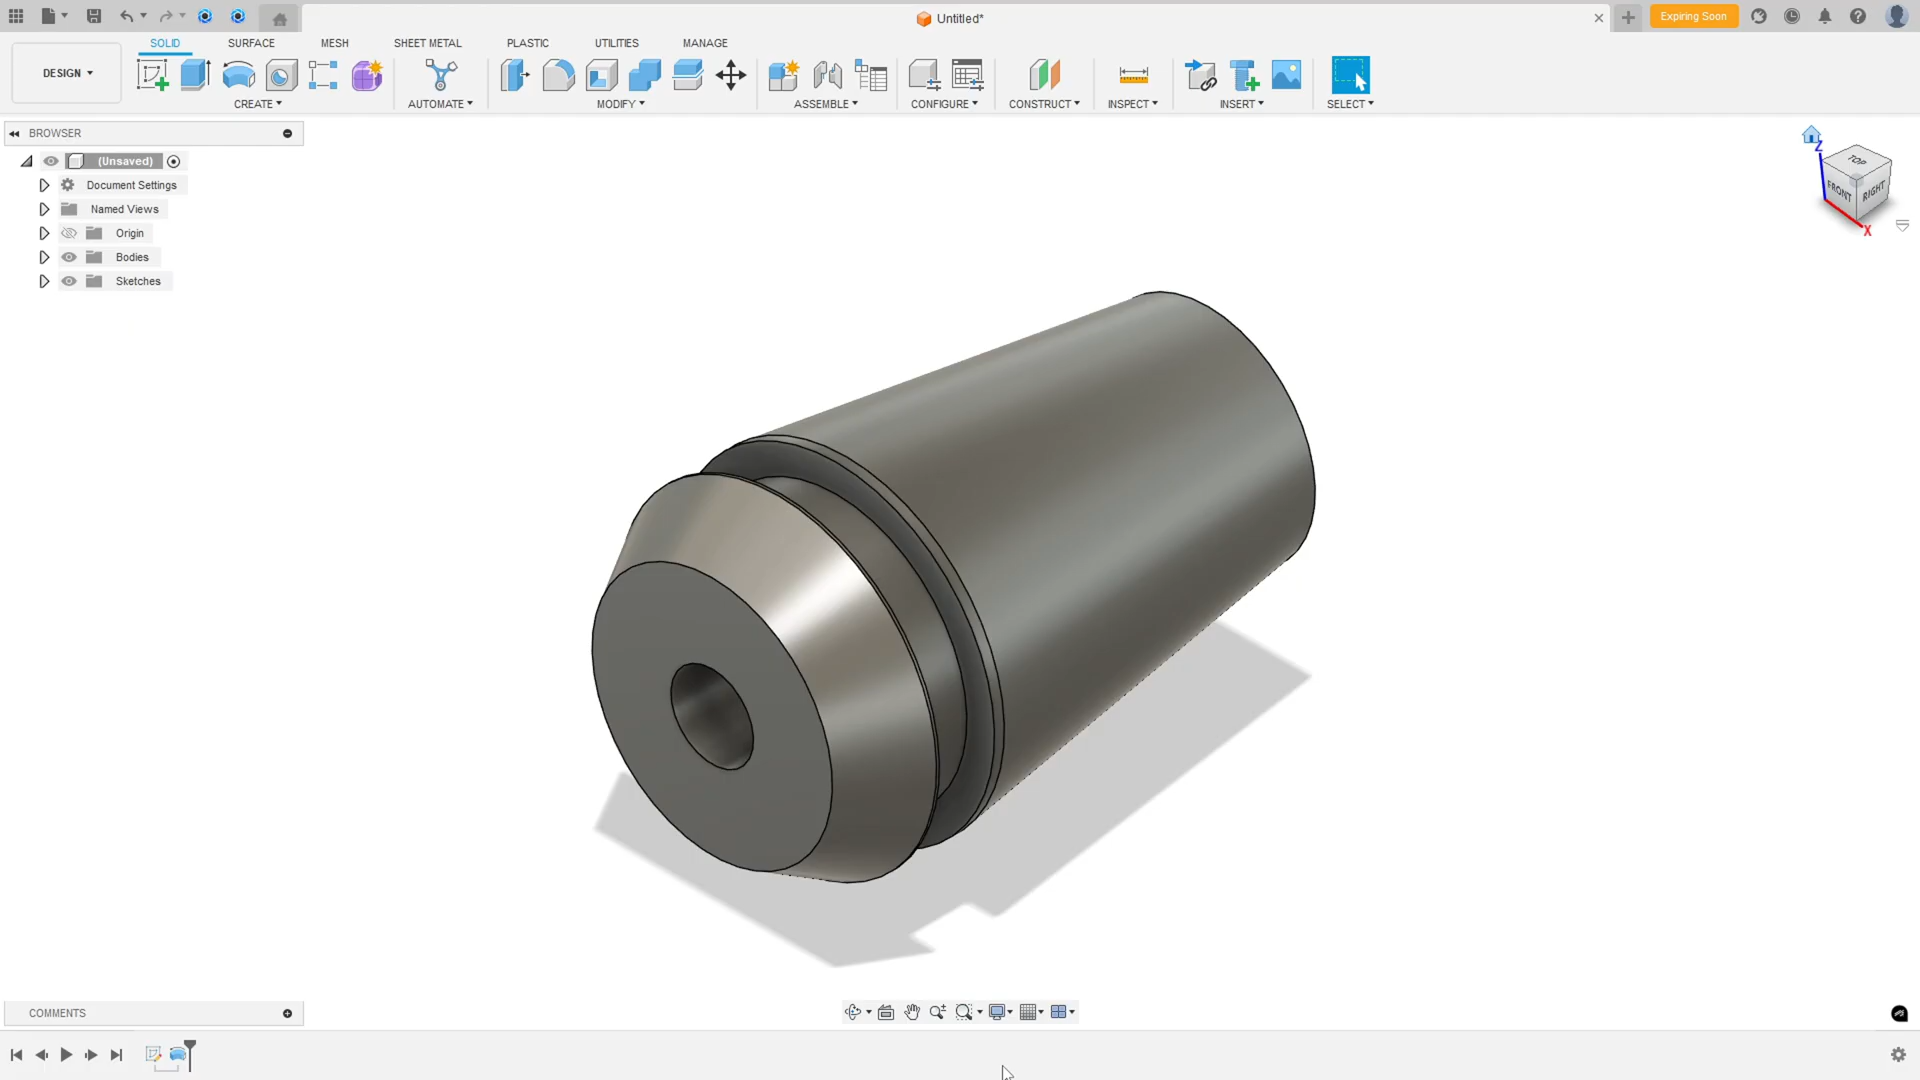 Untitled*
Expiring Soon
SOLID
SURFACE
MESH
SHEET METAL
PLASTIC
UTILITIES
MANAGE
DESIGN
CREATE
AUTOMATE
MODIFY
ASSEMBLE
CONFIGURE
CONSTRUCT
INSPECT
INSERT
SELECT
BROWSER
(Unsaved)
Document Settings
Named Views
Origin
Bodies
Sketches
Z
TOP
FRONT
RIGHT
X
COMMENTS